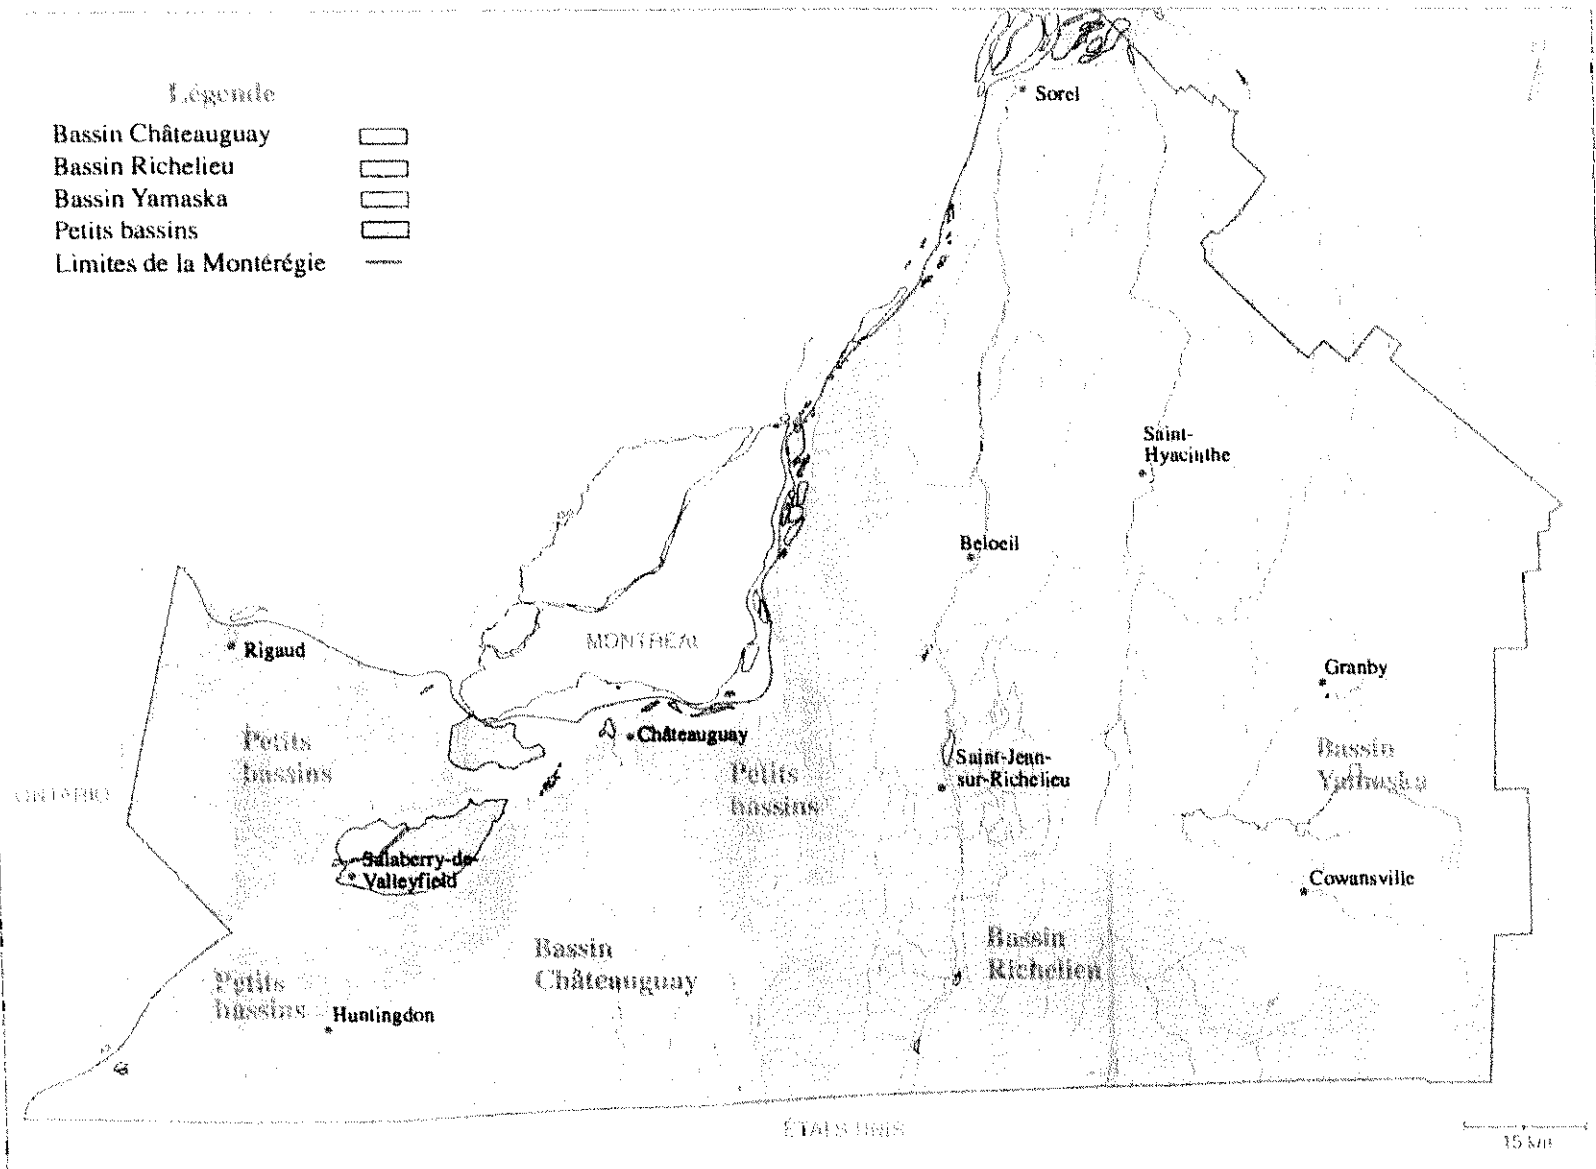 Légende
Bassin Châteauguay
Bassin Richelieu
Bassin Yamaska
Petits bassins
Limites de la Montérégie
Sorel
Saint-
Hyacinthe
Beloeil
MONTRÉAL
Rigaud
Granby
Châteauguay
Petits
bassins
Petits
bassins
Saint-Jean-
sur-Richelieu
Bassin
Yamaska
ONTARIO
Salaberry-de-
Valleyfield
Cowansville
Bassin
Châteauguay
Bassin
Richelieu
Petits
bassins
Huntingdon
ÉTATS-UNIS
15 km